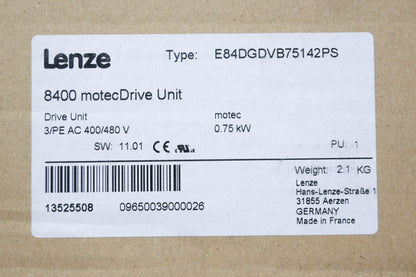 Lenze
Type: E84DGDVB75142PS
8400 motecDrive Unit
Drive Unit motec
3/PE AC 400/480 V 0.75 kW
SW: 11.01 CE PU: 1
Weight: 2.1 KG
Lenze
Hans-Lenze-Straße 1
31855 Aerzen
GERMANY
Made in France
13525508 09650039000026